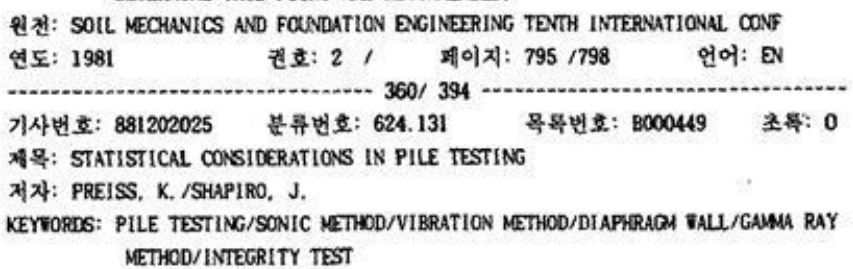 원전: SOIL MECHANICS AND FOUNDATION ENGINEERING TENTH INTERNATIONAL CONF
연도: 1981 권호: 2 / 페이지: 795 /798 언어: EN
-------------------------------- 360/ 394 --------------------------------
기사번호: 881202025 분류번호: 624.131 목록번호: B000449 초록: 0
제목: STATISTICAL CONSIDERATIONS IN PILE TESTING
저자: PREISS, K. /SHAPIRO, J.
KEYWORDS: PILE TESTING/SONIC METHOD/VIBRATION METHOD/DIAPHRAGM WALL/GAMMA RAY
METHOD/INTEGRITY TEST